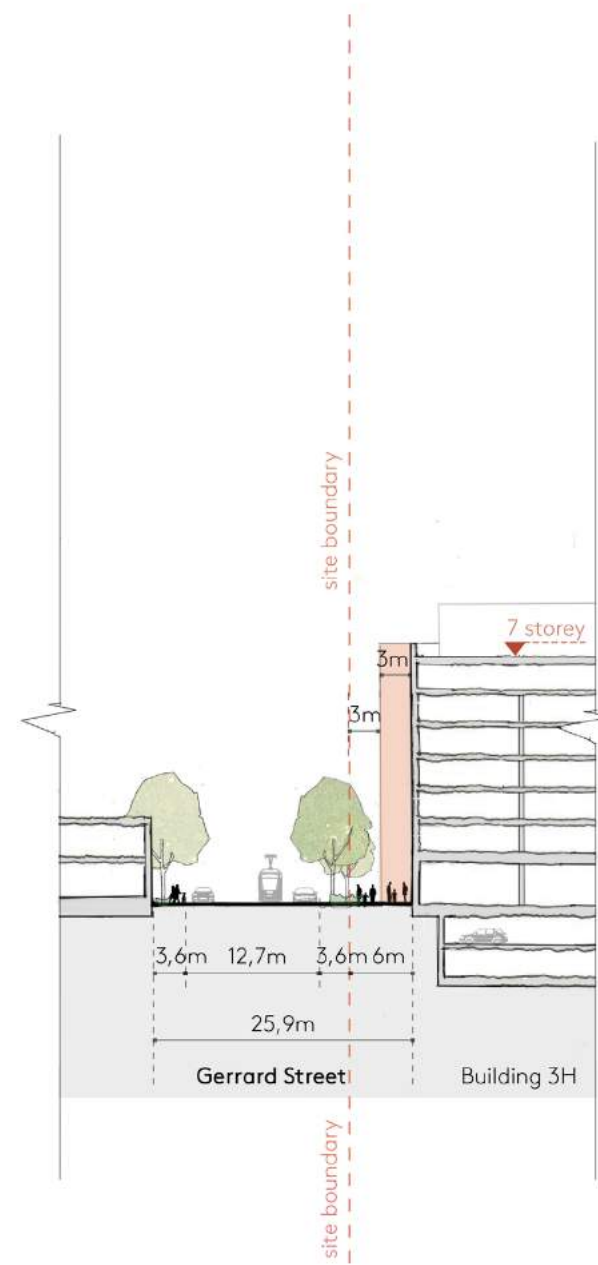 site boundary
7 storey
3m
3m
3,6m 12,7m 3,6m 6m
25,9m
Gerrard Street
Building 3H
site boundary